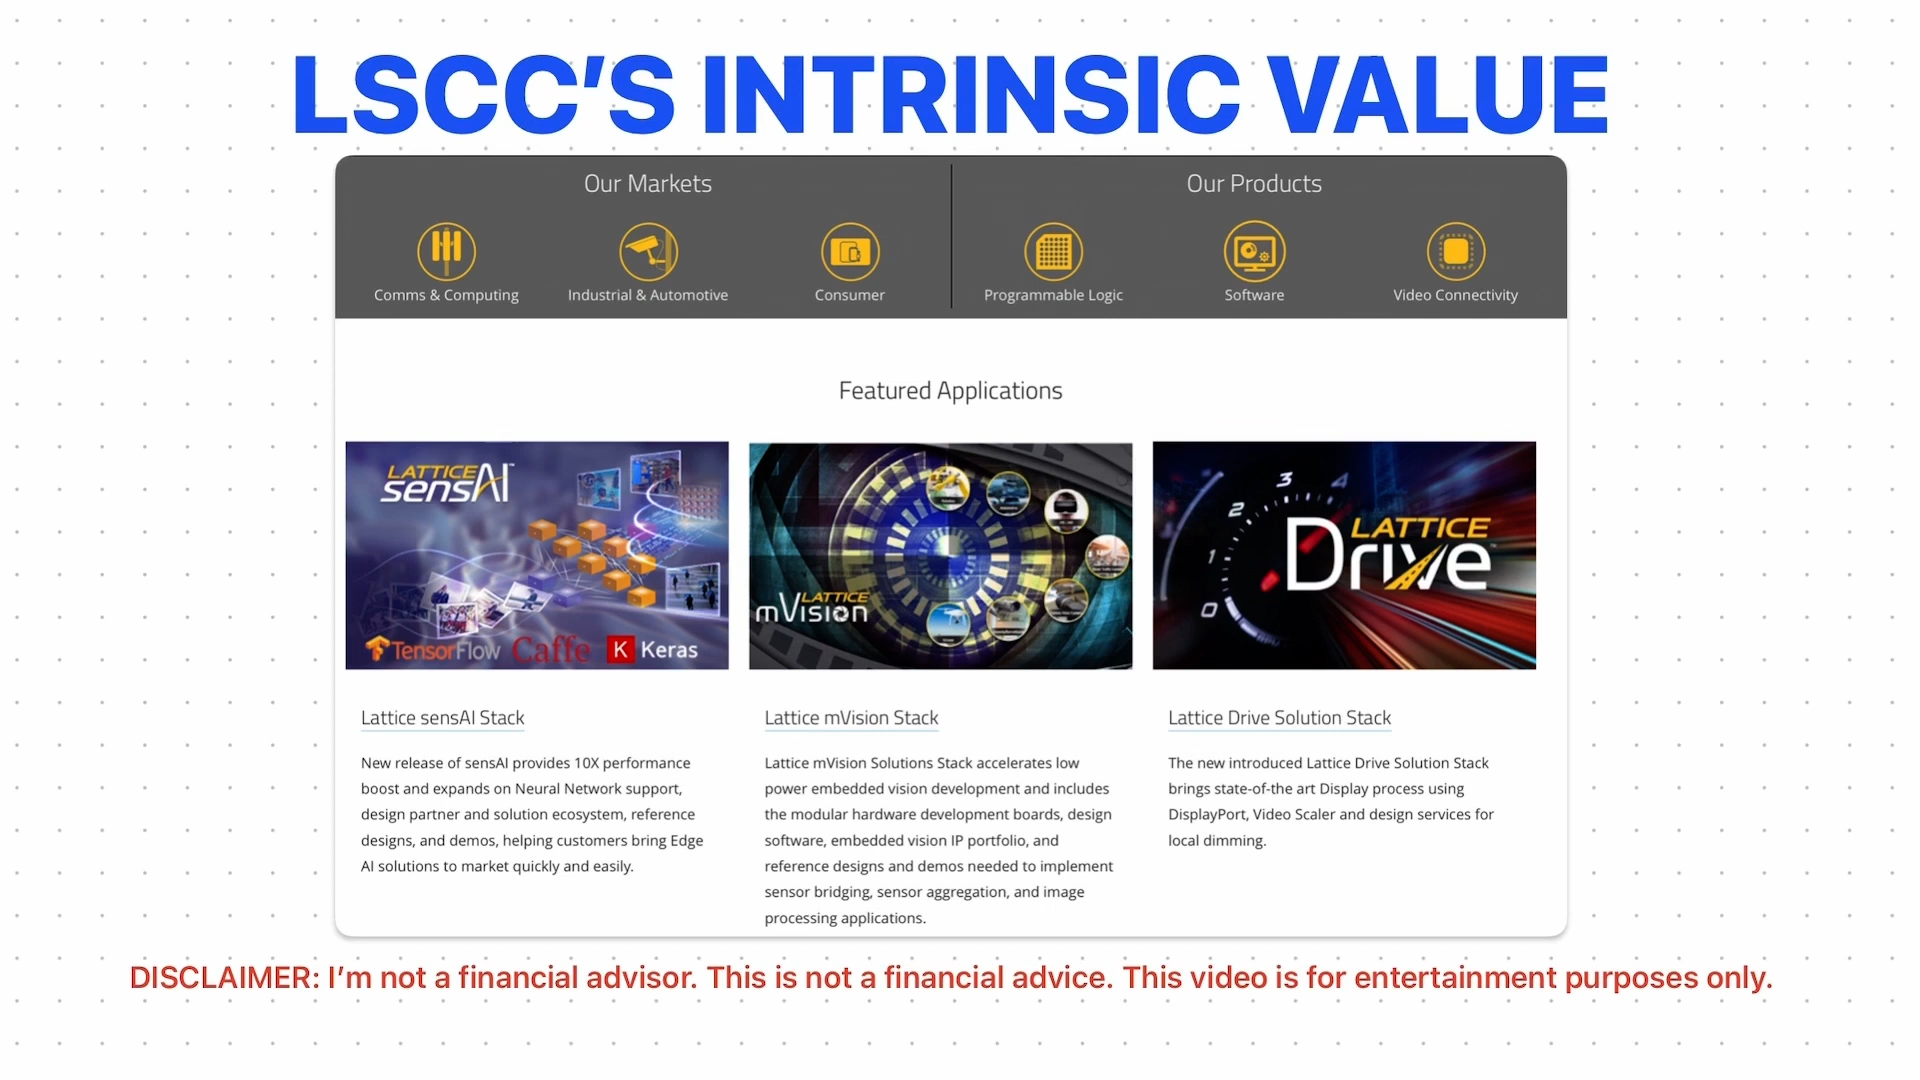 LSCC’S INTRINSIC VALUE
Our Markets
Our Products
Comms & Computing
Industrial & Automotive
Consumer
Programmable Logic
Software
Video Connectivity
Featured Applications
LATTICE
sensAI
TensorFlow Caffe K Keras
LATTICE
mVision
0 1 2 3 4
LATTICE
Drive
Lattice sensAI Stack
New release of sensAI provides 10X performance
boost and expands on Neural Network support,
design partner and solution ecosystem, reference
designs, and demos, helping customers bring Edge
AI solutions to market quickly and easily.
Lattice mVision Stack
Lattice mVision Solutions Stack accelerates low
power embedded vision development and includes
the modular hardware development boards, design
software, embedded vision IP portfolio, and
reference designs and demos needed to implement
sensor bridging, sensor aggregation, and image
processing applications.
Lattice Drive Solution Stack
The new introduced Lattice Drive Solution Stack
brings state-of-the art Display process using
DisplayPort, Video Scaler and design services for
local dimming.
DISCLAIMER: I’m not a financial advisor. This is not a financial advice. This video is for entertainment purposes only.